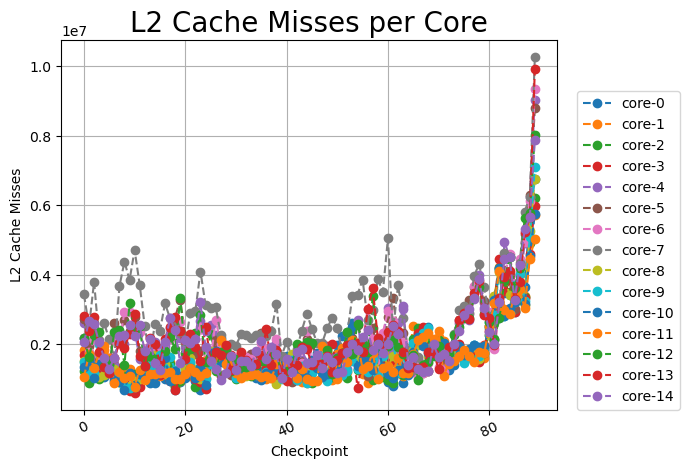 L2 Cache Misses per Core
1e7
1.0
0.8
0.6
0.4
0.2
L2 Cache Misses
0
20
40
60
80
Checkpoint
core-0
core-1
core-2
core-3
core-4
core-5
core-6
core-7
core-8
core-9
core-10
core-11
core-12
core-13
core-14